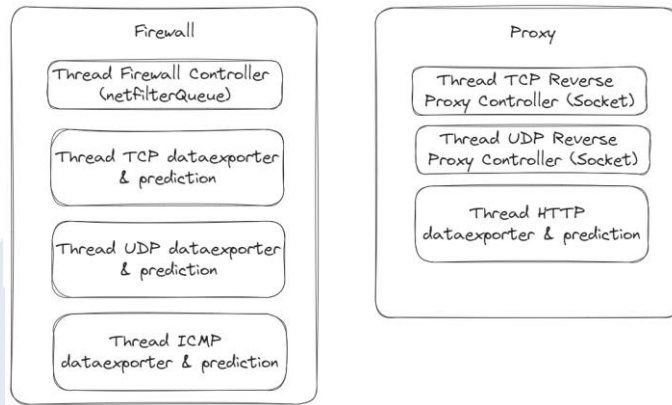 Firewall
Thread Firewall Controller
(netfilterQueue)
Thread TCP dataexporter
& prediction
Thread UDP dataexporter
& prediction
Thread ICMP
dataexporter & prediction
Proxy
Thread TCP Reverse
Proxy Controller (Socket)
Thread UDP Reverse
Proxy Controller (Socket)
Thread HTTP
dataexporter & prediction